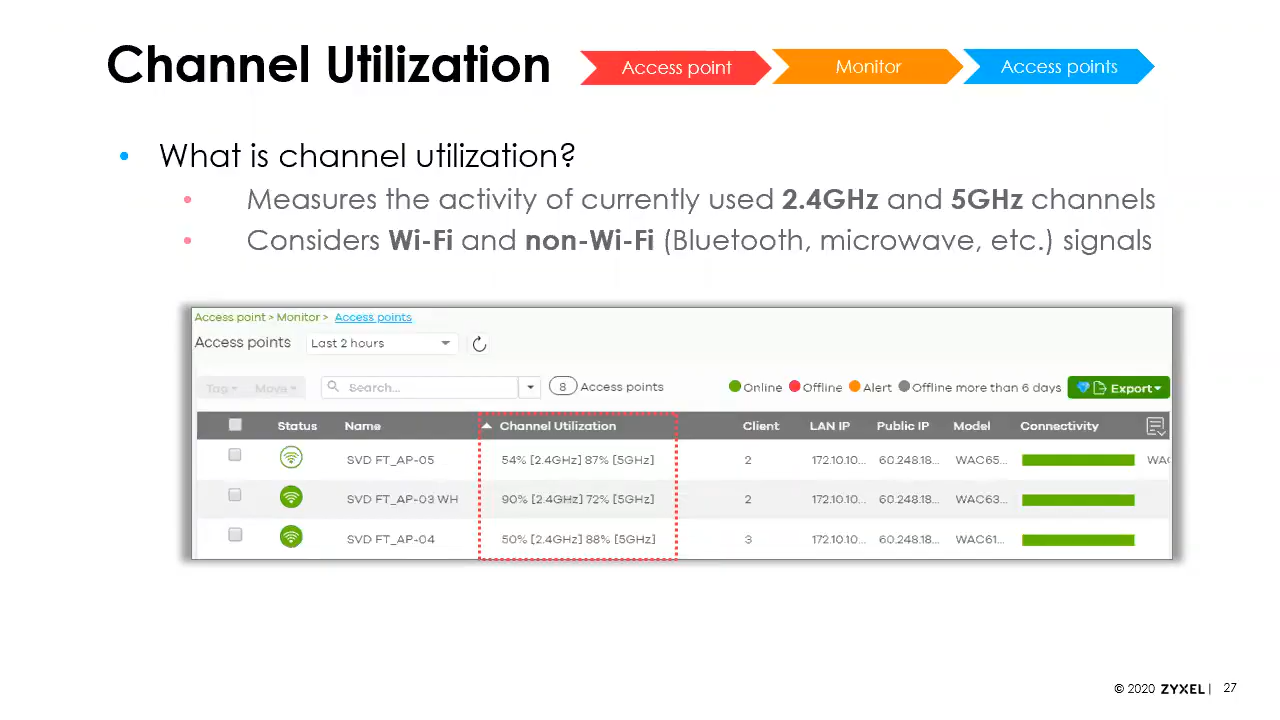 Channel Utilization
Access point
Monitor
Access points
• What is channel utilization?
• Measures the activity of currently used 2.4GHz and 5GHz channels
• Considers Wi-Fi and non-Wi-Fi (Bluetooth, microwave, etc.) signals
Access point > Monitor > Access points
Access points Last 2 hours
Tag Move Search... 8 Access points Online Offline Alert Offline more than 6 days Export
Status Name Channel Utilization Client LAN IP Public IP Model Connectivity
SVD FT_AP-05 54% [2.4GHz] 87% [5GHz] 2 172.10.10... 60.248.18... WAC65... WAC
SVD FT_AP-03 WH 90% [2.4GHz] 72% [5GHz] 2 172.10.10... 60.248.18... WAC63...
SVD FT_AP-04 50% [2.4GHz] 88% [5GHz] 3 172.10.10... 60.248.18... WAC61...
© 2020 ZYXEL | 27